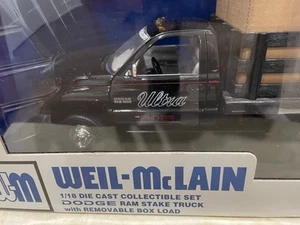 Ultra
W-M
WEIL-McLAIN
1/18 DIE CAST COLLECTIBLE SET
DODGE RAM STAKE TRUCK
with REMOVABLE BOX LOAD